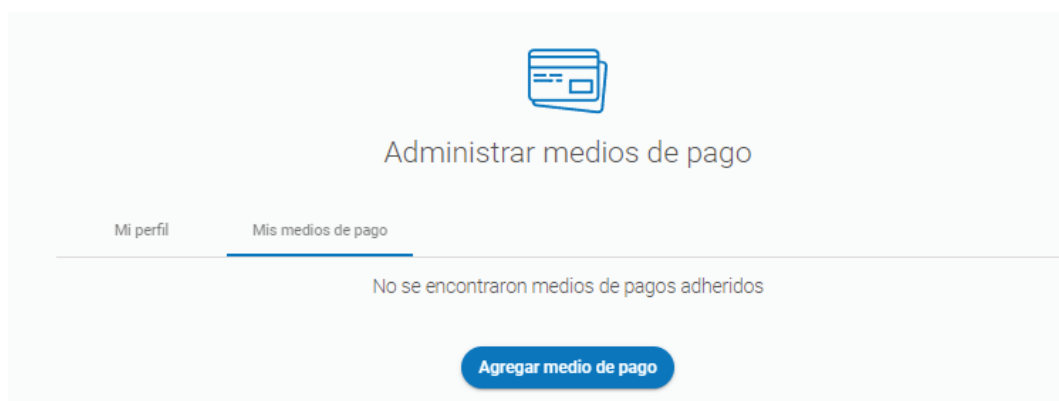 Administrar medios de pago
Mi perfil Mis medios de pago
No se encontraron medios de pagos adheridos
Agregar medio de pago